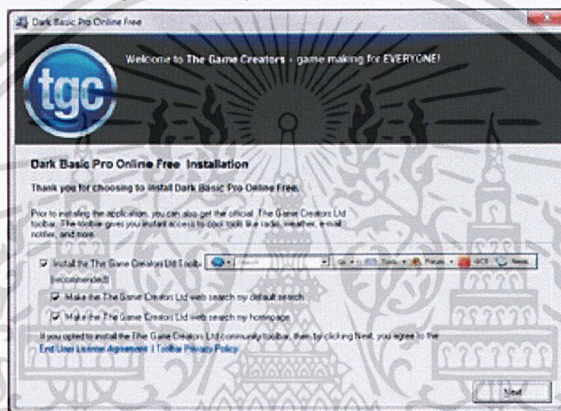 Dark Basic Pro Online Free
Welcome to The Game Creators - game making for EVERYONE!
tgc
Dark Basic Pro Online Free Installation
Thank you for choosing to install Dark Basic Pro Online Free.
Prior to installing the application, you can also get the official The Game Creators Ltd
toolbar. The toolbar gives you instant access to cool tools like radio, weather, e-mail
notifier, and more.
Install the The Game Creators Ltd Toolbar
Search Go Tools Forum GCS News
(recommended)
Make the The Game Creators Ltd web search my default search
Make the The Game Creators Ltd web search my homepage
If you opted to install the The Game Creators Ltd community toolbar, then by clicking Next, you agree to the
End User License Agreement | Toolbar Privacy Policy
Next